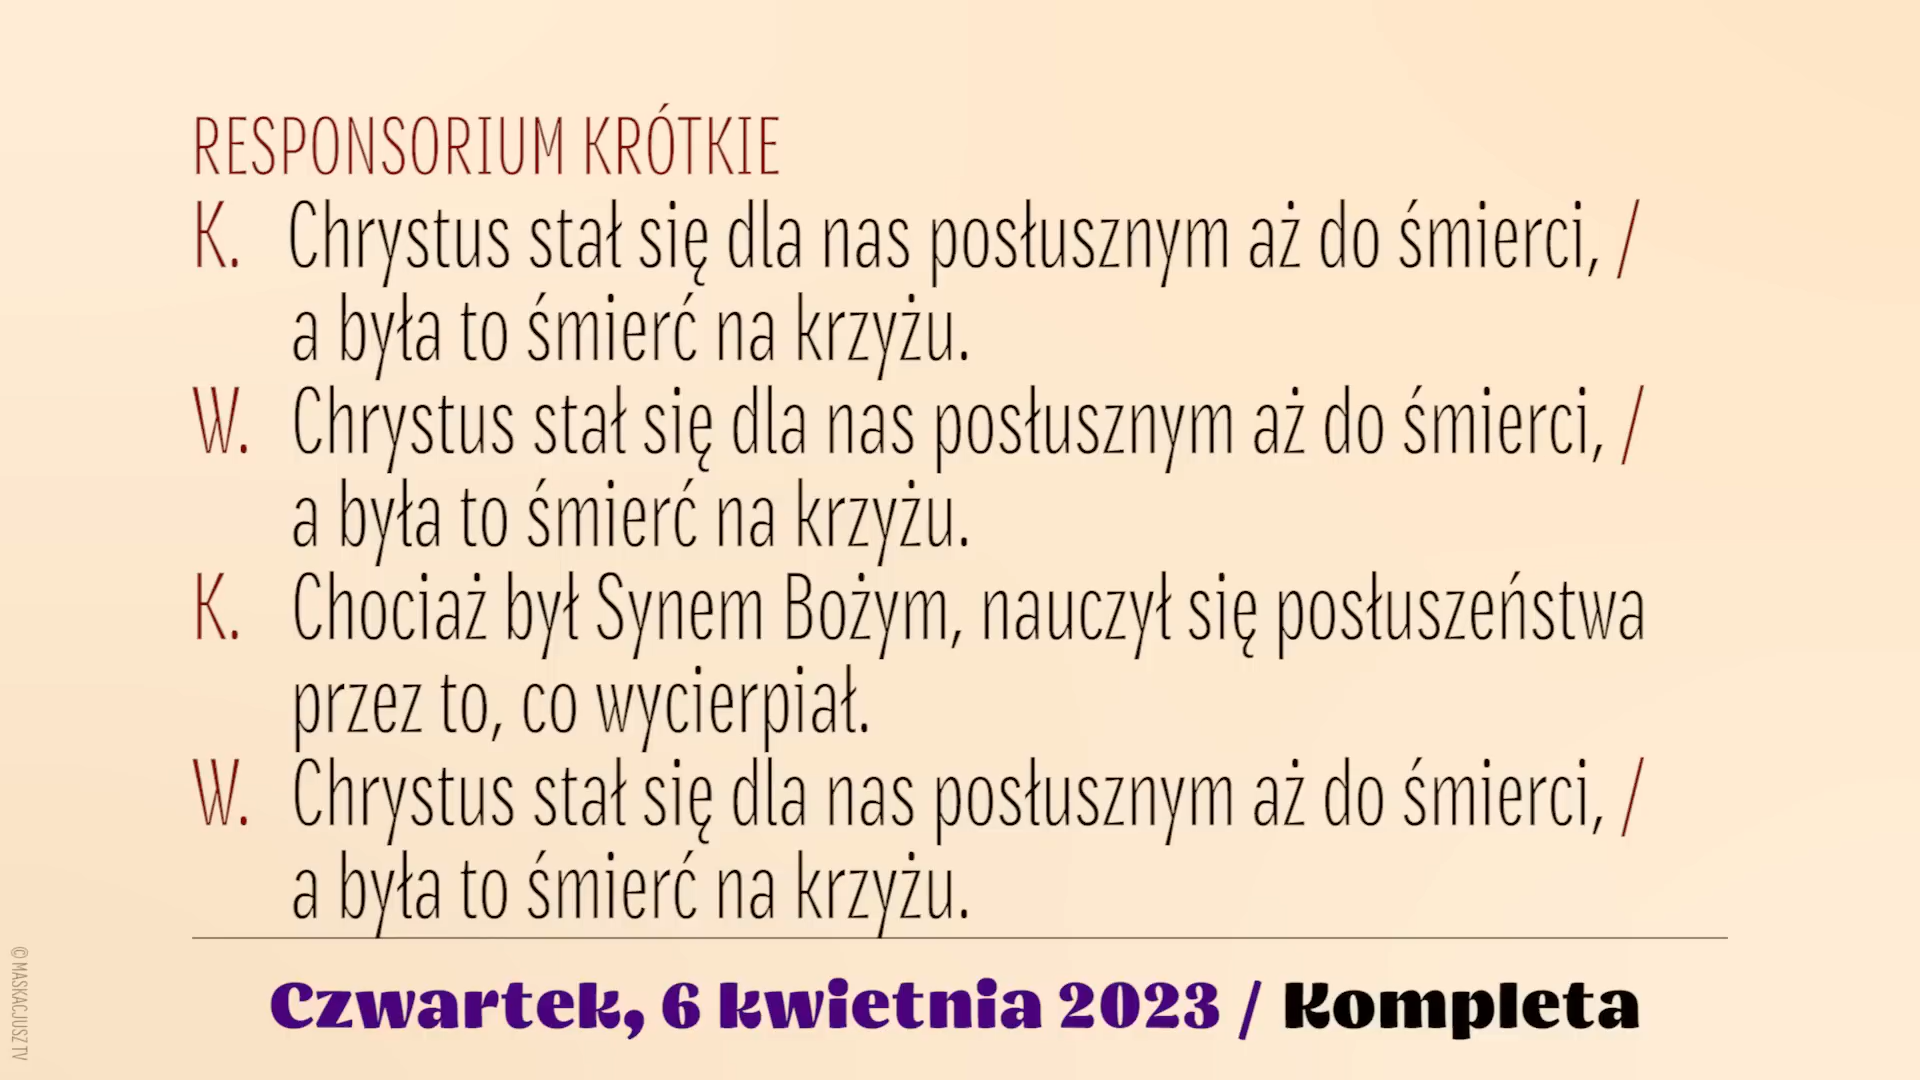 RESPONSORIUM KRÓTKIE
K. Chrystus stał się dla nas posłusznym aż do śmierci, /
a była to śmierć na krzyżu.
W. Chrystus stał się dla nas posłusznym aż do śmierci, /
a była to śmierć na krzyżu.
K. Chociaż był Synem Bożym, nauczył się posłuszeństwa
przez to, co wycierpiał.
W. Chrystus stał się dla nas posłusznym aż do śmierci, /
a była to śmierć na krzyżu.
Czwartek, 6 kwietnia 2023 / Kompleta
© MASKACJUSZ TV